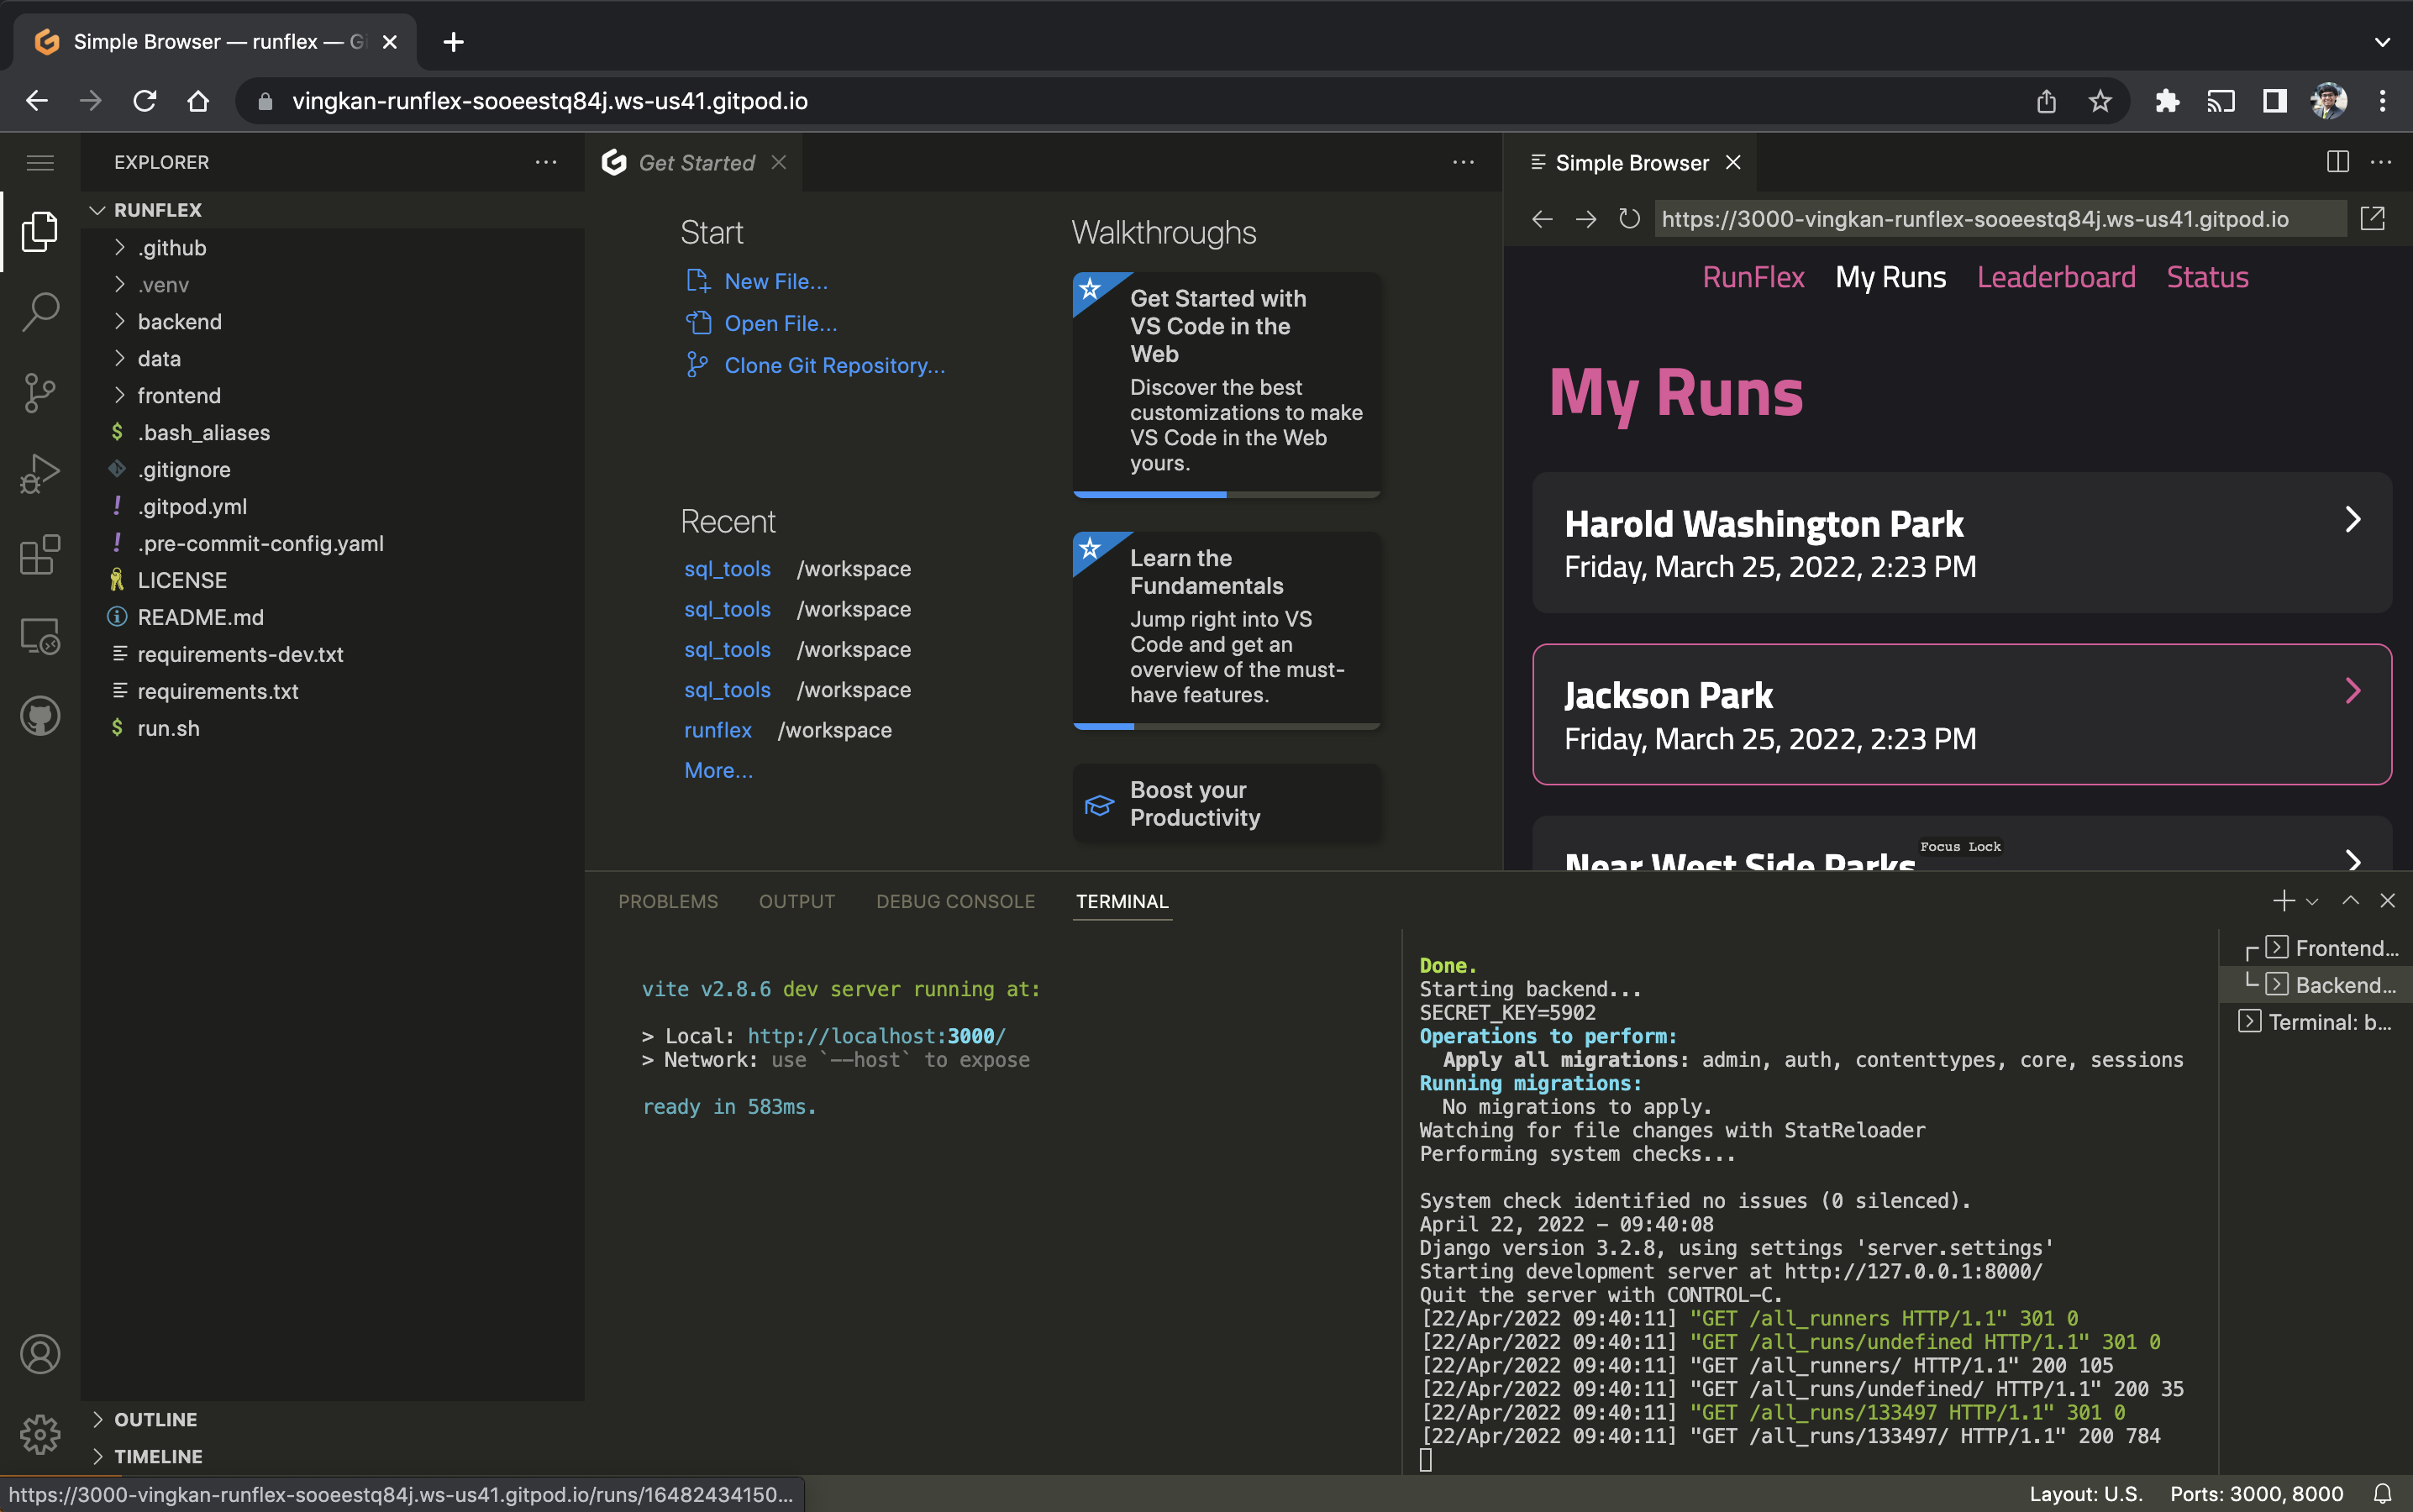 Simple Browser — runflex — G
vingkan-runflex-sooeestq84j.ws-us41.gitpod.io
EXPLORER
RUNFLEX
.github
.venv
backend
data
frontend
.bash_aliases
.gitignore
.gitpod.yml
.pre-commit-config.yaml
LICENSE
README.md
requirements-dev.txt
requirements.txt
run.sh
OUTLINE
TIMELINE
Get Started
Start
New File...
Open File...
Clone Git Repository...
Recent
sql_tools /workspace
sql_tools /workspace
sql_tools /workspace
sql_tools /workspace
runflex /workspace
More...
Walkthroughs
Get Started with
VS Code in the
Web
Discover the best
customizations to make
VS Code in the Web
yours.
Learn the
Fundamentals
Jump right into VS
Code and get an
overview of the must-
have features.
Boost your
Productivity
Simple Browser
https://3000-vingkan-runflex-sooeestq84j.ws-us41.gitpod.io
RunFlex My Runs Leaderboard Status
My Runs
Harold Washington Park
Friday, March 25, 2022, 2:23 PM
Jackson Park
Friday, March 25, 2022, 2:23 PM
Near West Side Parks
Focus Lock
PROBLEMS OUTPUT DEBUG CONSOLE TERMINAL
vite v2.8.6 dev server running at:
> Local: http://localhost:3000/
> Network: use `--host` to expose
ready in 583ms.
Done.
Starting backend...
SECRET_KEY=5902
Operations to perform:
Apply all migrations: admin, auth, contenttypes, core, sessions
Running migrations:
No migrations to apply.
Watching for file changes with StatReloader
Performing system checks...
System check identified no issues (0 silenced).
April 22, 2022 - 09:40:08
Django version 3.2.8, using settings 'server.settings'
Starting development server at http://127.0.0.1:8000/
Quit the server with CONTROL-C.
[22/Apr/2022 09:40:11] "GET /all_runners HTTP/1.1" 301 0
[22/Apr/2022 09:40:11] "GET /all_runs/undefined HTTP/1.1" 301 0
[22/Apr/2022 09:40:11] "GET /all_runners/ HTTP/1.1" 200 105
[22/Apr/2022 09:40:11] "GET /all_runs/undefined/ HTTP/1.1" 200 35
[22/Apr/2022 09:40:11] "GET /all_runs/133497 HTTP/1.1" 301 0
[22/Apr/2022 09:40:11] "GET /all_runs/133497/ HTTP/1.1" 200 784
Frontend...
Backend...
Terminal: b...
https://3000-vingkan-runflex-sooeestq84j.ws-us41.gitpod.io/runs/16482434150...
Layout: U.S. Ports: 3000, 8000